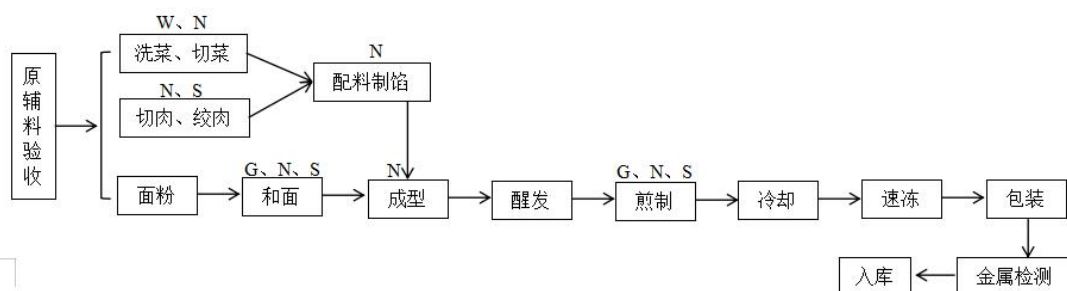 原辅料验收
W、N
洗菜、切菜
N、S
切肉、绞肉
N
配料制馅
面粉
G、N、S
和面
N
成型
醒发
G、N、S
煎制
冷却
速冻
包装
金属检测
入库